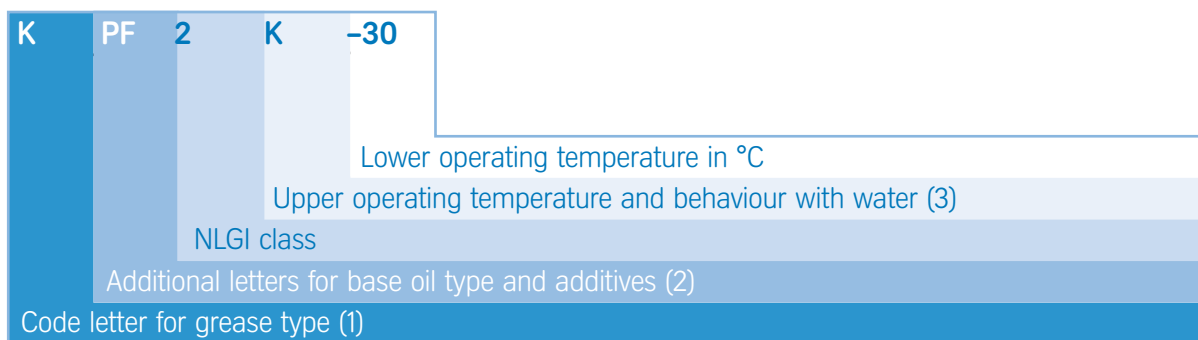 K PF 2 K –30
Lower operating temperature in °C
Upper operating temperature and behaviour with water (3)
NLGI class
Additional letters for base oil type and additives (2)
Code letter for grease type (1)